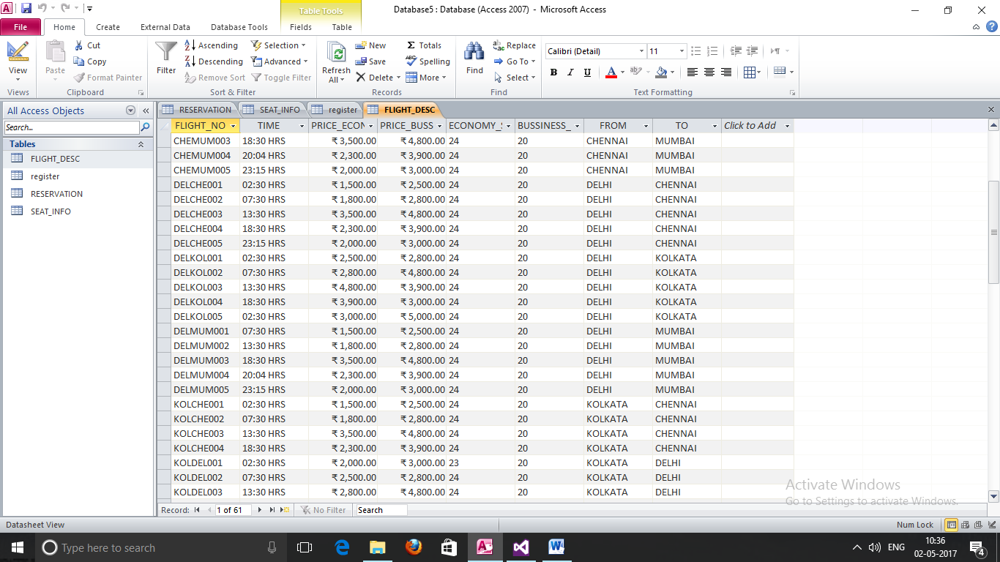 Table Tools
Database5 : Database (Access 2007) - Microsoft Access
File Home Create External Data Database Tools Fields Table
View
Views
Paste
Cut
Copy
Format Painter
Clipboard
Filter
Ascending
Descending
Remove Sort
Selection
Advanced
Toggle Filter
Sort & Filter
Refresh
All
New
Save
Delete
Totals
Spelling
More
Records
Find
Replace
Go To
Select
Find
Calibri (Detail) 11
B I U A ab
Text Formatting
All Access Objects
Search...
Tables
FLIGHT_DESC
register
RESERVATION
SEAT_INFO
RESERVATION SEAT_INFO register FLIGHT_DESC
FLIGHT_NO TIME PRICE_ECON PRICE_BUSS ECONOMY_S BUSSINESS_ FROM TO Click to Add
CHEMUM003 18:30 HRS ₹ 3,500.00 ₹ 4,800.00 24 20 CHENNAI MUMBAI
CHEMUM004 20:04 HRS ₹ 2,300.00 ₹ 3,900.00 24 20 CHENNAI MUMBAI
CHEMUM005 23:15 HRS ₹ 2,000.00 ₹ 3,000.00 24 20 CHENNAI MUMBAI
DELCHE001 02:30 HRS ₹ 1,500.00 ₹ 2,500.00 24 20 DELHI CHENNAI
DELCHE002 07:30 HRS ₹ 1,800.00 ₹ 2,800.00 24 20 DELHI CHENNAI
DELCHE003 13:30 HRS ₹ 3,500.00 ₹ 4,800.00 24 20 DELHI CHENNAI
DELCHE004 18:30 HRS ₹ 2,300.00 ₹ 3,900.00 24 20 DELHI CHENNAI
DELCHE005 23:15 HRS ₹ 2,000.00 ₹ 3,000.00 24 20 DELHI CHENNAI
DELKOL001 02:30 HRS ₹ 2,500.00 ₹ 2,800.00 24 20 DELHI KOLKATA
DELKOL002 07:30 HRS ₹ 2,800.00 ₹ 4,800.00 24 20 DELHI KOLKATA
DELKOL003 13:30 HRS ₹ 4,800.00 ₹ 3,900.00 24 20 DELHI KOLKATA
DELKOL004 18:30 HRS ₹ 3,900.00 ₹ 3,000.00 24 20 DELHI KOLKATA
DELKOL005 02:30 HRS ₹ 3,000.00 ₹ 5,000.00 24 20 DELHI KOLKATA
DELMUM001 07:30 HRS ₹ 1,500.00 ₹ 2,500.00 24 20 DELHI MUMBAI
DELMUM002 13:30 HRS ₹ 1,800.00 ₹ 2,800.00 24 20 DELHI MUMBAI
DELMUM003 18:30 HRS ₹ 3,500.00 ₹ 4,800.00 24 20 DELHI MUMBAI
DELMUM004 20:04 HRS ₹ 2,300.00 ₹ 3,900.00 24 20 DELHI MUMBAI
DELMUM005 23:15 HRS ₹ 2,000.00 ₹ 3,000.00 24 20 DELHI MUMBAI
KOLCHE001 02:30 HRS ₹ 1,500.00 ₹ 2,500.00 24 20 KOLKATA CHENNAI
KOLCHE002 07:30 HRS ₹ 1,800.00 ₹ 2,800.00 24 20 KOLKATA CHENNAI
KOLCHE003 13:30 HRS ₹ 3,500.00 ₹ 4,800.00 24 20 KOLKATA CHENNAI
KOLCHE004 18:30 HRS ₹ 2,300.00 ₹ 3,900.00 24 20 KOLKATA CHENNAI
KOLDEL001 02:30 HRS ₹ 2,000.00 ₹ 3,000.00 23 20 KOLKATA DELHI
KOLDEL002 07:30 HRS ₹ 2,500.00 ₹ 2,800.00 24 20 KOLKATA DELHI
KOLDEL003 13:30 HRS ₹ 2,800.00 ₹ 4,800.00 24 20 KOLKATA DELHI
Activate Windows
Go to Settings to activate Windows.
Record: 1 of 61 No Filter Search
Datasheet View Num Lock
Type here to search
ENG
10:36
02-05-2017
4